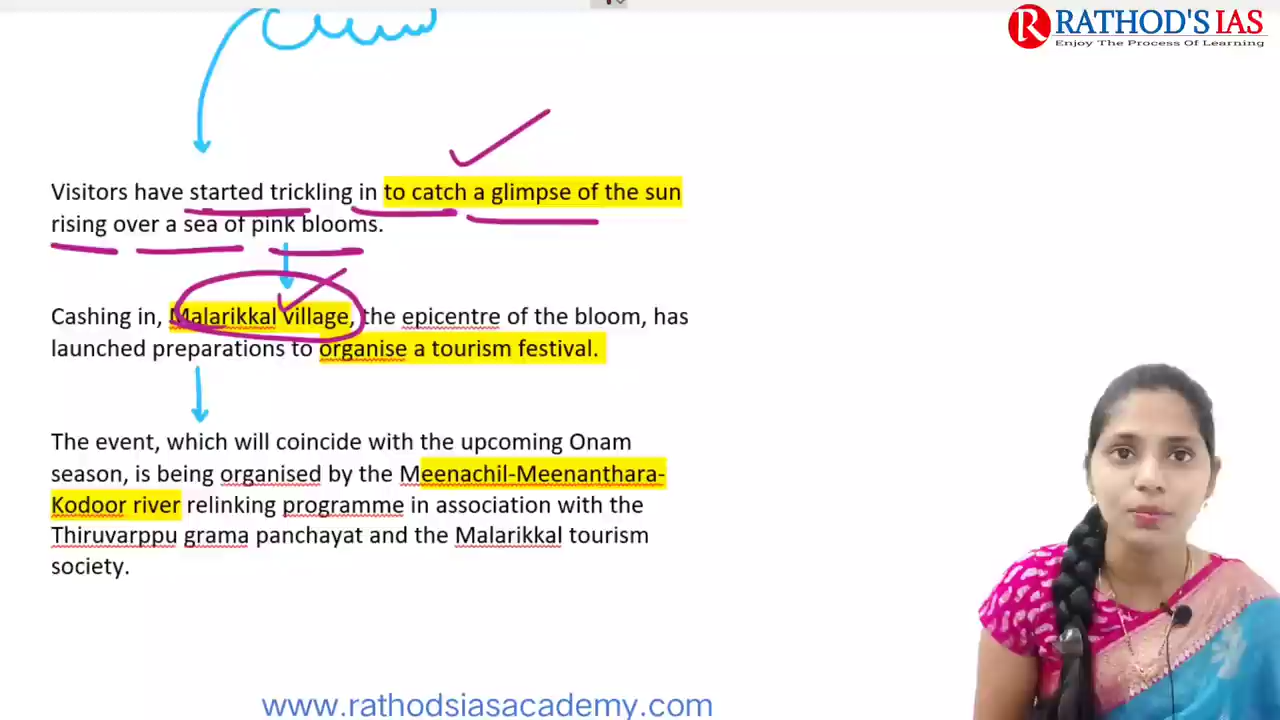 RATHOD'S IAS
Enjoy The Process Of Learning
Visitors have started trickling in to catch a glimpse of the sun
rising over a sea of pink blooms.
Cashing in, Malarikkal village, the epicentre of the bloom, has
launched preparations to organise a tourism festival.
The event, which will coincide with the upcoming Onam
season, is being organised by the Meenachil-Meenanthara-
Kodoor river relinking programme in association with the
Thiruvarppu grama panchayat and the Malarikkal tourism
society.
www.rathodsiasacademy.com